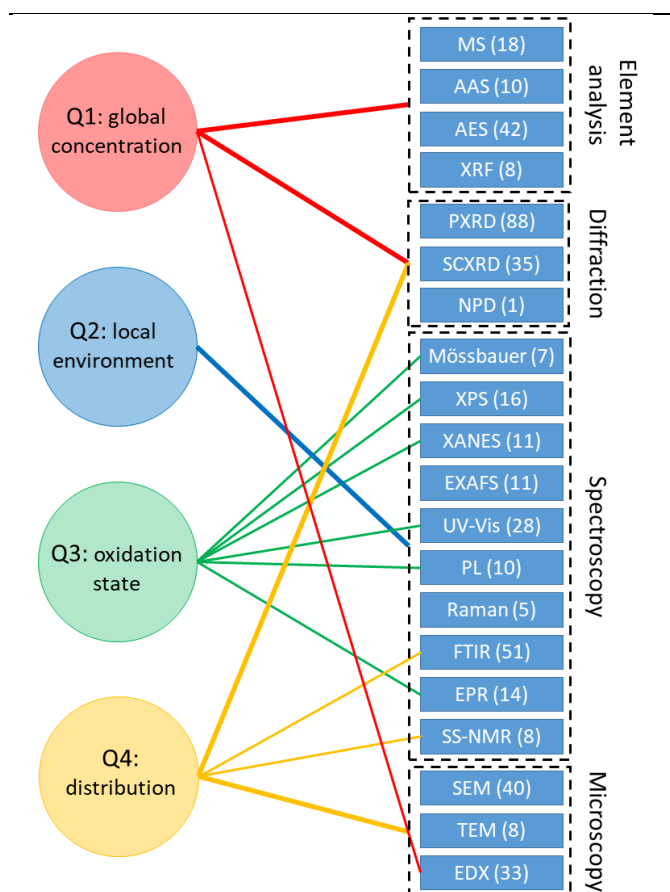 Q1: global
concentration
Q2: local
environment
Q3: oxidation
state
Q4:
distribution
MS (18)
AAS (10)
AES (42)
XRF (8)
Element
analysis
PXRD (88)
SCXRD (35)
NPD (1)
Diffraction
Mössbauer (7)
XPS (16)
XANES (11)
EXAFS (11)
UV-Vis (28)
PL (10)
Raman (5)
FTIR (51)
EPR (14)
SS-NMR (8)
Spectroscopy
SEM (40)
TEM (8)
EDX (33)
Microscopy